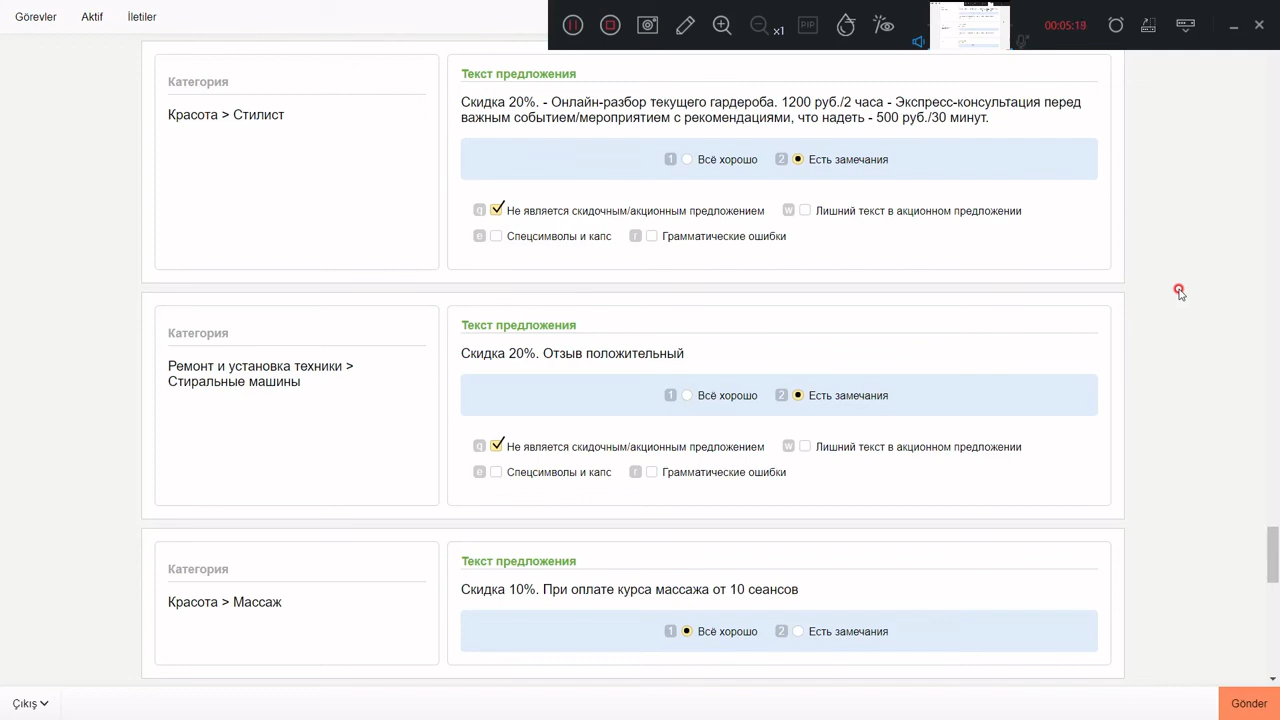 Görevler Aktif İletiler
x1
PIP
00:05:19
Категория
Красота > Стилист
Текст предложения
Скидка 20%. - Онлайн-разбор текущего гардероба. 1200 руб./2 часа - Экспресс-консультация перед
важным событием/мероприятием с рекомендациями, что надеть - 500 руб./30 минут.
1 Всё хорошо 2 Есть замечания
q Не является скидочным/акционным предложением w Лишний текст в акционном предложении
e Спецсимволы и капс r Грамматические ошибки
Категория
Ремонт и установка техники >
Стиральные машины
Текст предложения
Скидка 20%. Отзыв положительный
1 Всё хорошо 2 Есть замечания
q Не является скидочным/акционным предложением w Лишний текст в акционном предложении
e Спецсимволы и капс r Грамматические ошибки
Категория
Красота > Массаж
Текст предложения
Скидка 10%. При оплате курса массажа от 10 сеансов
1 Всё хорошо 2 Есть замечания
Çıkış
Gönder